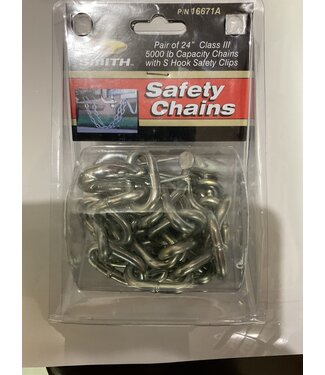 P/N 16671A
Pair of 24" Class III
5000 lb Capacity Chains
with S Hook Safety Clips
SMITH
Safety
Chains